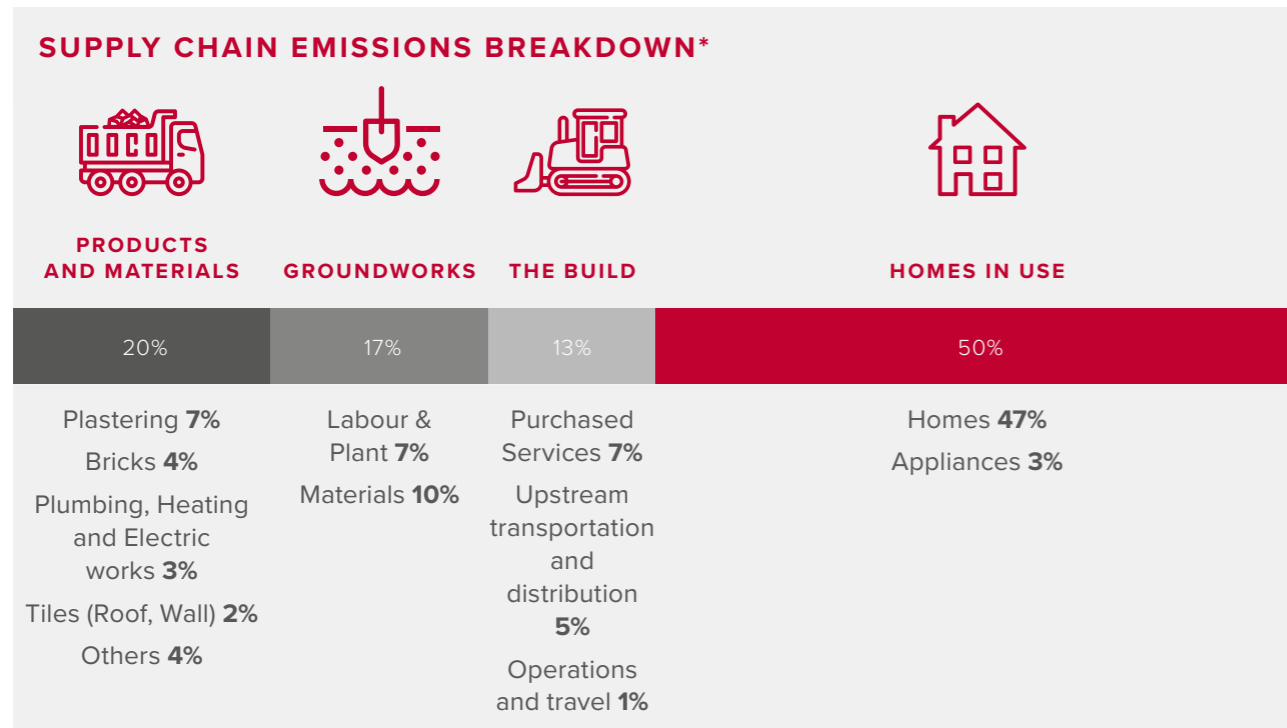 SUPPLY CHAIN EMISSIONS BREAKDOWN*
PRODUCTS
AND MATERIALS
GROUNDWORKS
THE BUILD
HOMES IN USE
20%
17%
13%
50%
Plastering 7%
Bricks 4%
Plumbing, Heating
and Electric
works 3%
Tiles (Roof, Wall) 2%
Others 4%
Labour &
Plant 7%
Materials 10%
Purchased
Services 7%
Upstream
transportation
and
distribution
5%
Operations
and travel 1%
Homes 47%
Appliances 3%